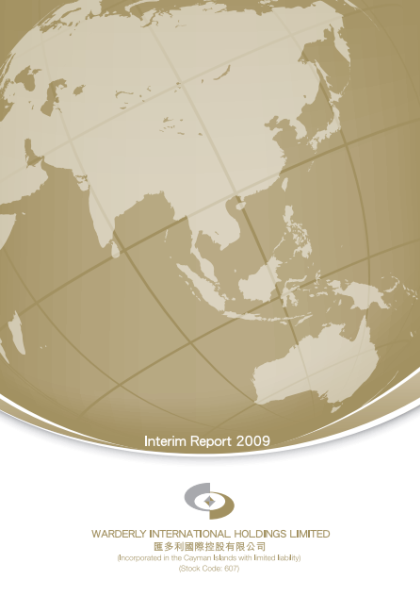 Interim Report 2009
WARDERLY INTERNATIONAL HOLDINGS LIMITED
匯多利國際控股有限公司
(Incorporated in the Cayman Islands with limited liability)
(Stock Code: 607)